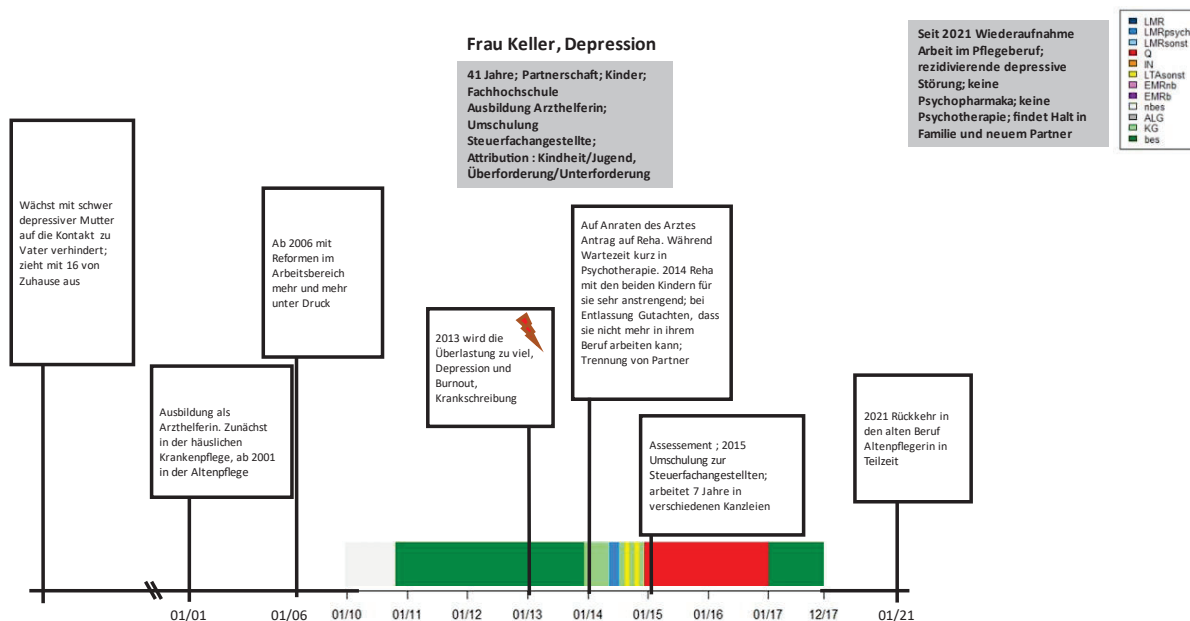 Frau Keller, Depression
41 Jahre; Partnerschaft; Kinder;
Fachhochschule
Ausbildung Arzthelferin;
Umschulung
Steuerfachangestellte;
Attribution : Kindheit/Jugend,
Überforderung/Unterforderung
Seit 2021 Wiederaufnahme
Arbeit im Pflegeberuf;
rezidivierende depressive
Störung; keine
Psychopharmaka; keine
Psychotherapie; findet Halt in
Familie und neuem Partner
LMR
LMRpsych
LMRsonst
Q
IN
LTAsonst
EMRnb
EMRb
nbes
ALG
KG
bes
Wächst mit schwer
depressiver Mutter
auf die Kontakt zu
Vater verhindert;
zieht mit 16 von
Zuhause aus
Ausbildung als
Arzthelferin. Zunächst
in der häuslichen
Krankenpflege, ab 2001
in der Altenpflege
Ab 2006 mit
Reformen im
Arbeitsbereich
mehr und mehr
unter Druck
2013 wird die
Überlastung zu viel,
Depression und
Burnout,
Krankschreibung
Auf Anraten des Arztes
Antrag auf Reha. Während
Wartezeit kurz in
Psychotherapie. 2014 Reha
mit den beiden Kindern für
sie sehr anstrengend; bei
Entlassung Gutachten, dass
sie nicht mehr in ihrem
Beruf arbeiten kann;
Trennung von Partner
Assessement ; 2015
Umschulung zur
Steuerfachangestellten;
arbeitet 7 Jahre in
verschiedenen Kanzleien
2021 Rückkehr in
den alten Beruf
Altenpflegerin in
Teilzeit
01/01 01/06 01/10 01/11 01/12 01/13 01/14 01/15 01/16 01/17 12/17 01/21